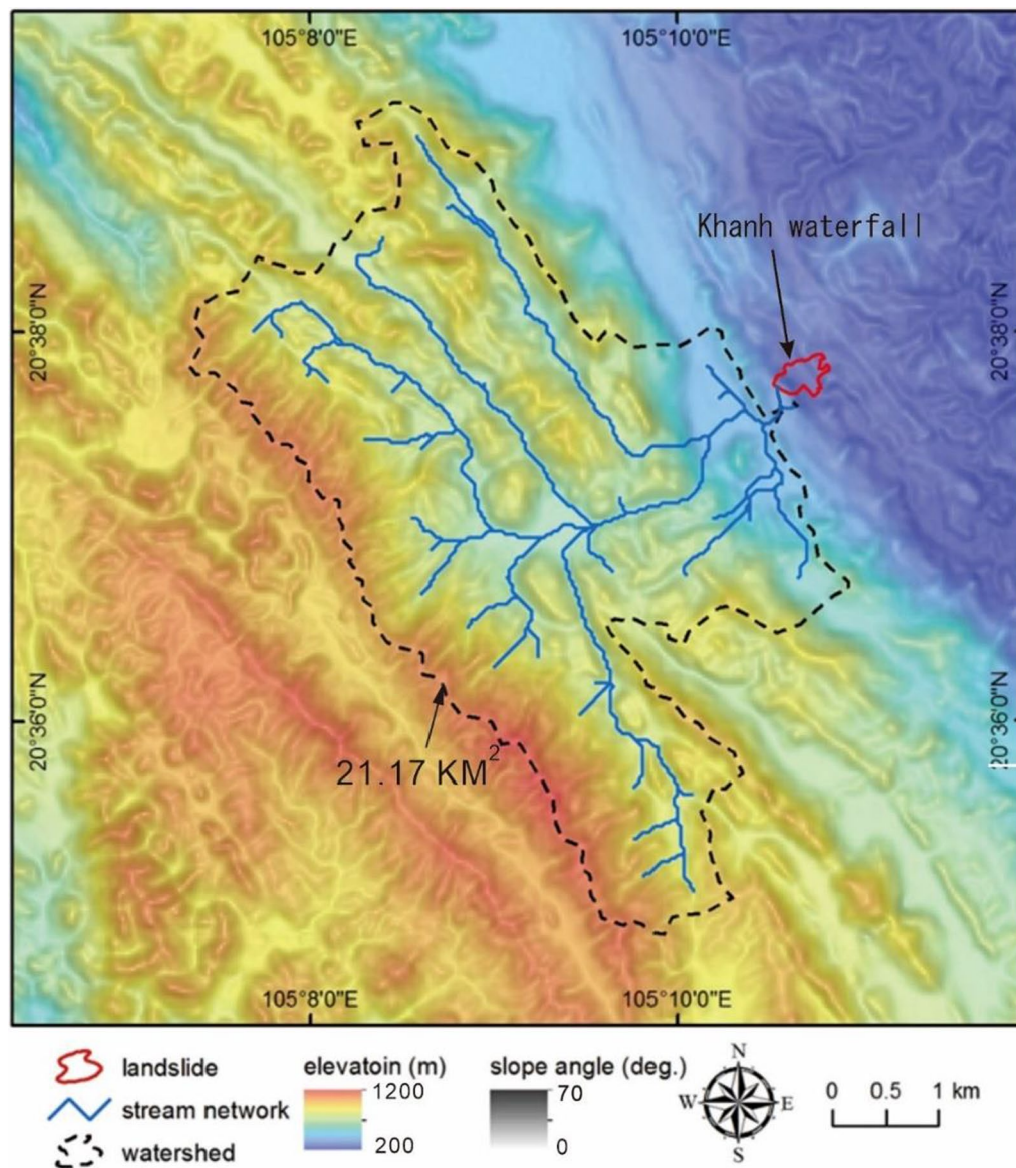 105°8'0"E
105°10'0"E
Khanh waterfall
20°38'0"N
20°38'0"N
20°36'0"N
20°36'0"N
21.17 KM²
105°8'0"E
105°10'0"E
landslide
stream network
watershed
elevatoin (m)
1200
200
slope angle (deg.)
70
0
N
W
E
S
0 0.5 1 km